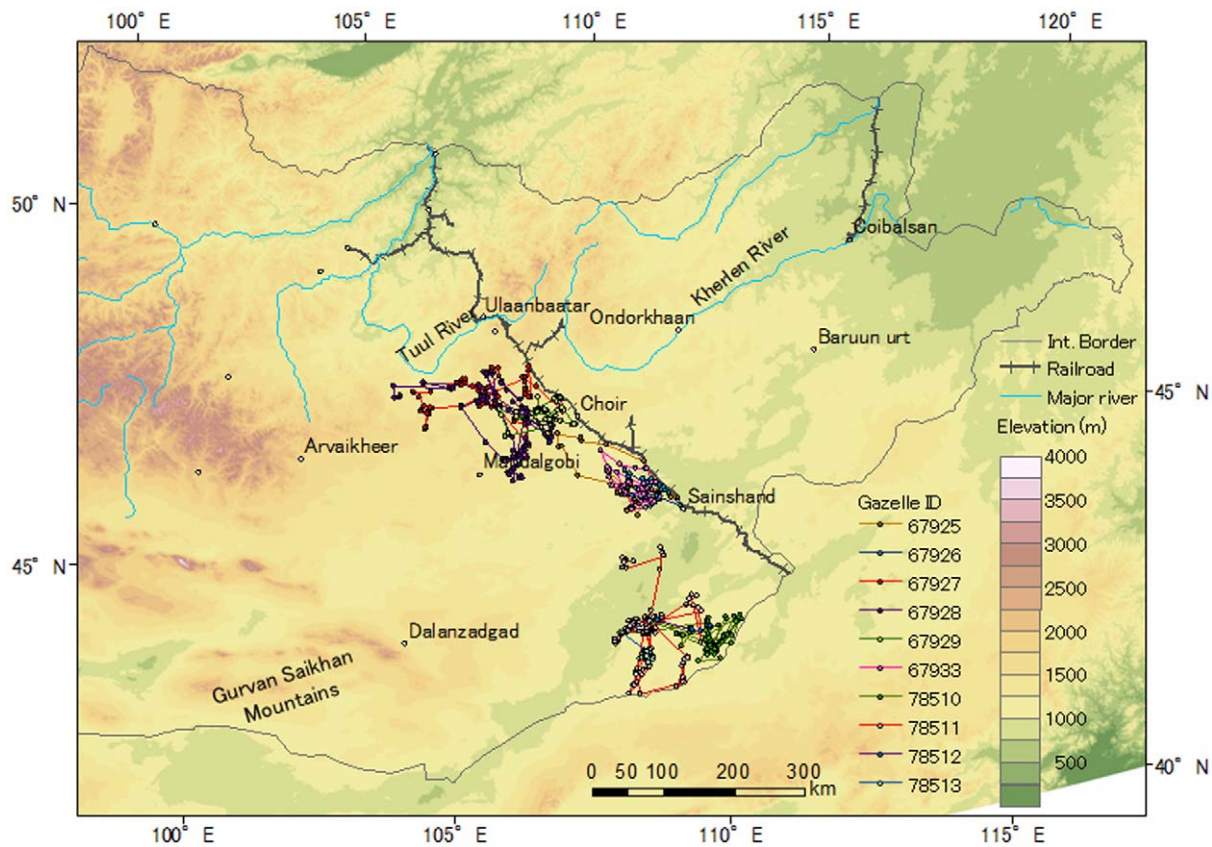 100° E 105° E 110° E 115° E 120° E
50° N
45° N
45° N
40° N
100° E 105° E 110° E 115° E
Coibalsan
Kherlen River
Ulaanbaatar
Ondorkhaan
Tuul River
Baruun urt
Choir
Arvaikheer
Mandalgobi
Sainshand
Dalanzadgad
Gurvan Saikhan
Mountains
Int. Border
Railroad
Major river
Elevation (m)
4000
3500
3000
2500
2000
1500
1000
500
Gazelle ID
67925
67926
67927
67928
67929
67933
78510
78511
78512
78513
0 50 100 200 300
km